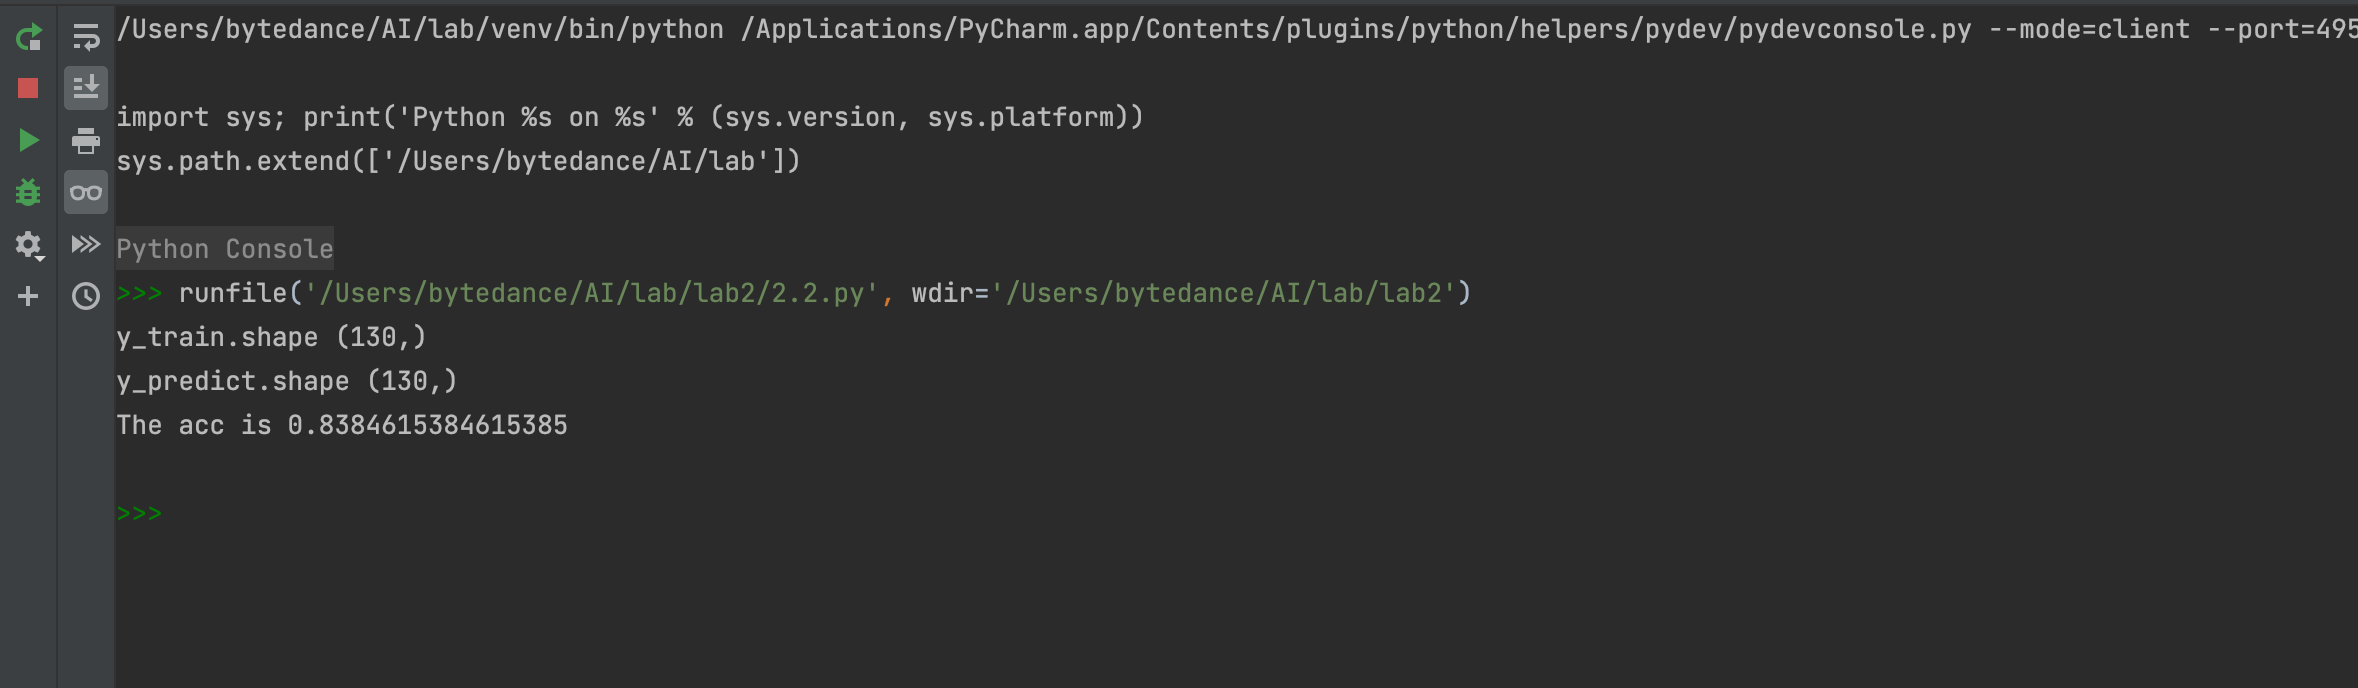 /Users/bytedance/AI/lab/venv/bin/python /Applications/PyCharm.app/Contents/plugins/python/helpers/pydev/pydevconsole.py --mode=client --port=495
import sys; print('Python %s on %s' % (sys.version, sys.platform))
sys.path.extend(['/Users/bytedance/AI/lab'])
Python Console
>>> runfile('/Users/bytedance/AI/lab/lab2/2.2.py', wdir='/Users/bytedance/AI/lab/lab2')
y_train.shape (130,)
y_predict.shape (130,)
The acc is 0.8384615384615385
>>>